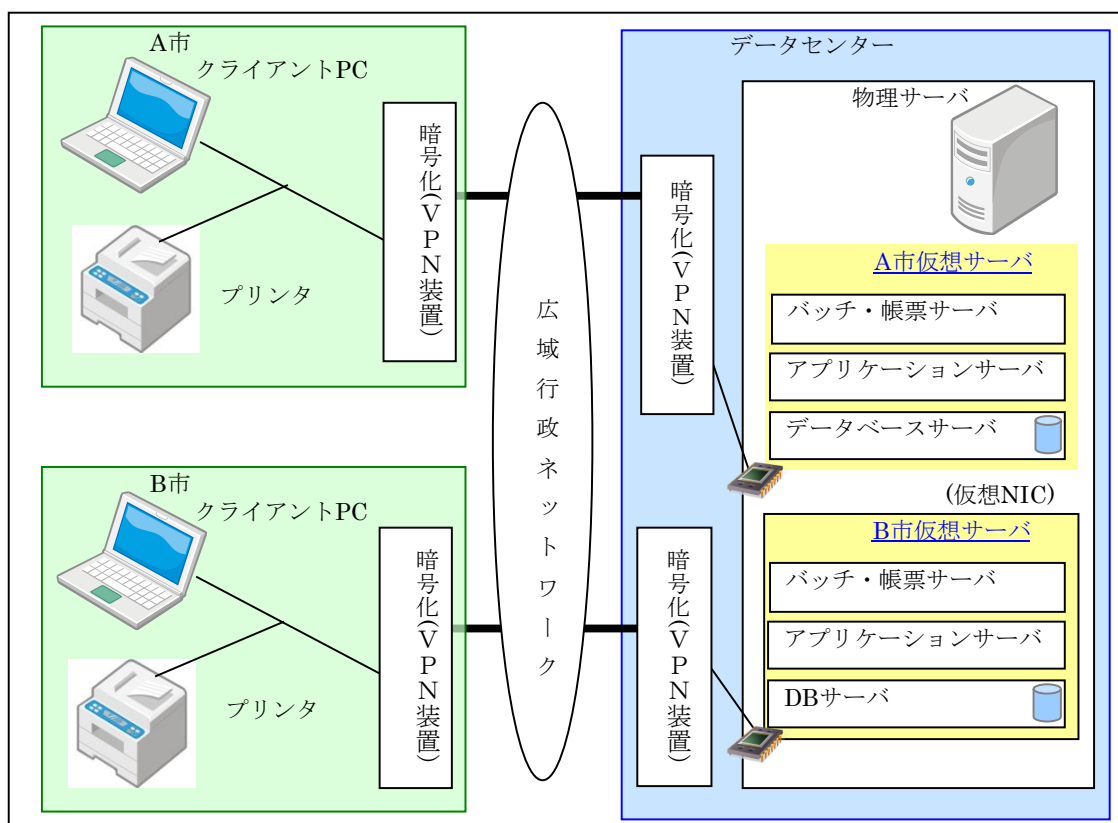 A市
クライアントPC
プリンタ
暗号化(VPN装置)
B市
クライアントPC
プリンタ
暗号化(VPN装置)
広域行政ネットワーク
データセンター
暗号化(VPN装置)
暗号化(VPN装置)
物理サーバ
A市仮想サーバ
バッチ・帳票サーバ
アプリケーションサーバ
データベースサーバ
(仮想NIC)
B市仮想サーバ
バッチ・帳票サーバ
アプリケーションサーバ
DBサーバ